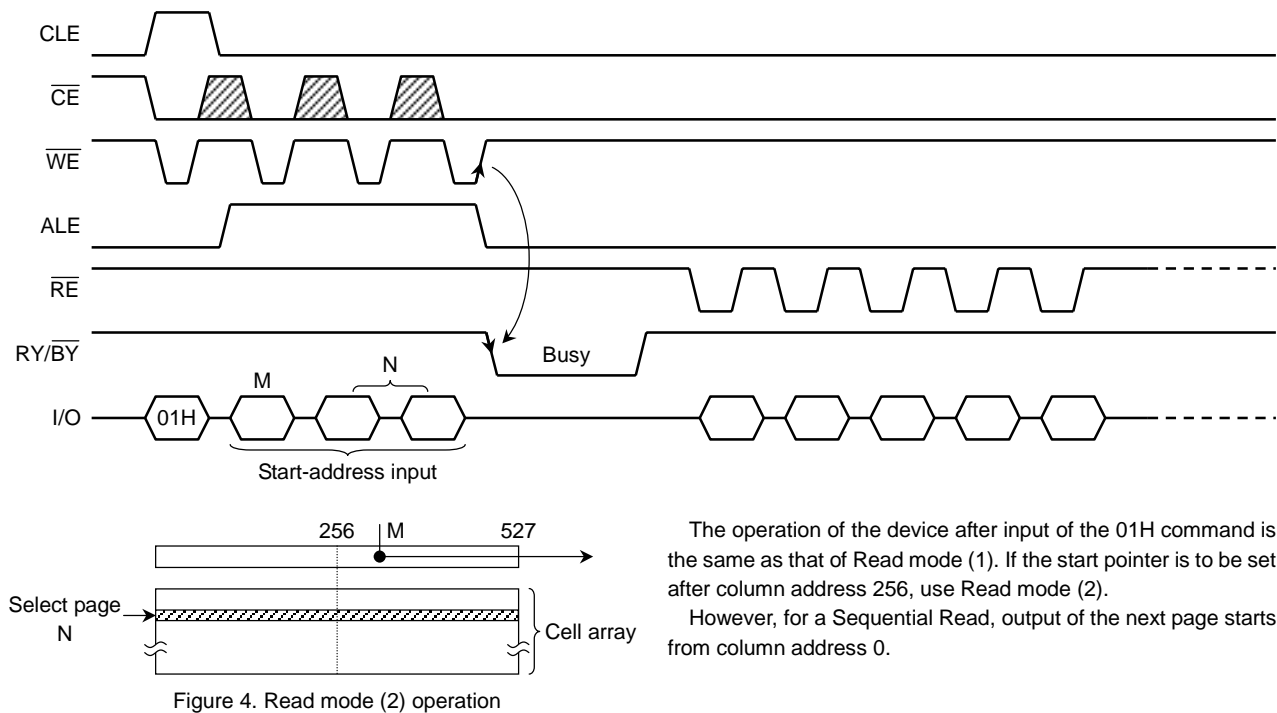 CLE
CE
WE
ALE
RE
RY/BY
Busy
M
N
I/O
01H
Start-address input
256 M 527
Select page
N
Cell array
Figure 4. Read mode (2) operation
The operation of the device after input of the 01H command is
the same as that of Read mode (1). If the start pointer is to be set
after column address 256, use Read mode (2).
However, for a Sequential Read, output of the next page starts
from column address 0.